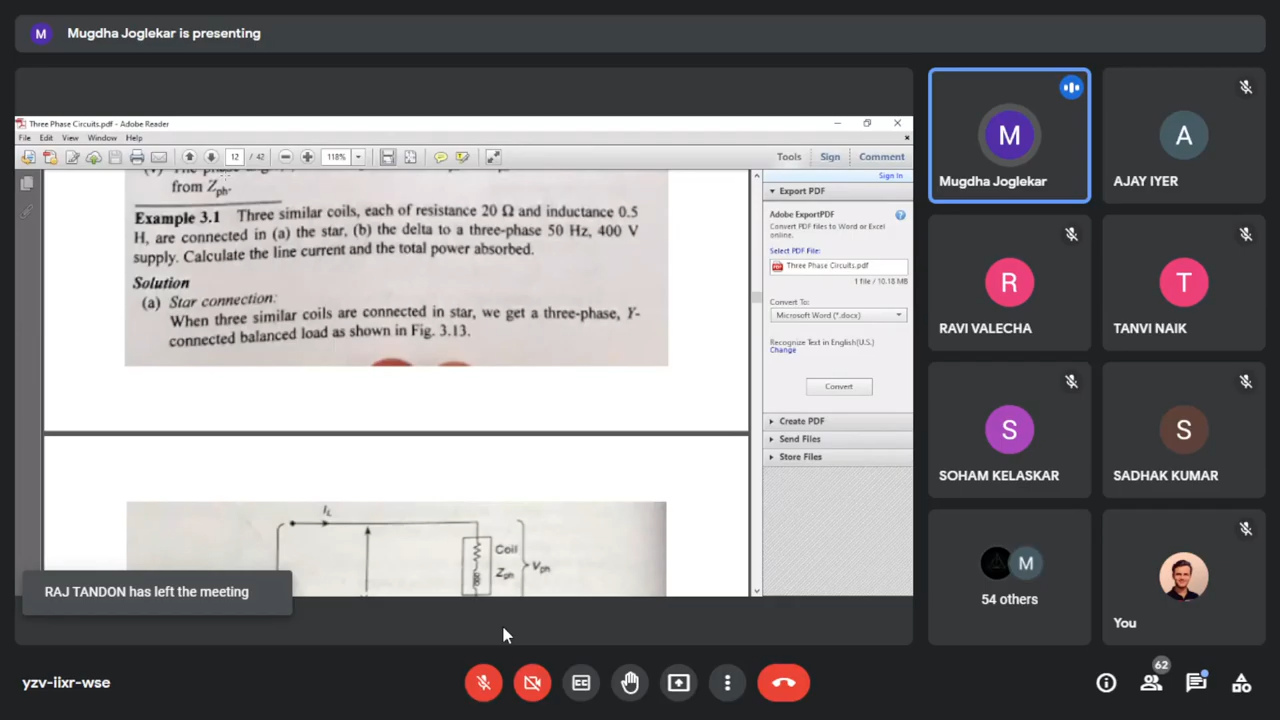 M Mugdha Joglekar is presenting
Three Phase Circuits.pdf - Adobe Reader
File Edit View Window Help
12 / 42 118% Tools Sign Comment
Sign In
from Zph.
Example 3.1 Three similar coils, each of resistance 20 Ω and inductance 0.5
H, are connected in (a) the star, (b) the delta to a three-phase 50 Hz, 400 V
supply. Calculate the line current and the total power absorbed.
Solution
(a) Star connection:
When three similar coils are connected in star, we get a three-phase, Y-
connected balanced load as shown in Fig. 3.13.
IL
Coil
Zph
Vph
Export PDF
Adobe ExportPDF
Convert PDF files to Word or Excel
online.
Select PDF File:
Three Phase Circuits.pdf
1 file / 10.18 MB
Convert To:
Microsoft Word (*.docx)
Recognize Text in English(U.S.)
Change
Convert
Create PDF
Send Files
Store Files
RAJ TANDON has left the meeting
M
Mugdha Joglekar
A
AJAY IYER
R
RAVI VALECHA
T
TANVI NAIK
S
SOHAM KELASKAR
S
SADHAK KUMAR
M
54 others
You
yzv-iixr-wse
CC
62